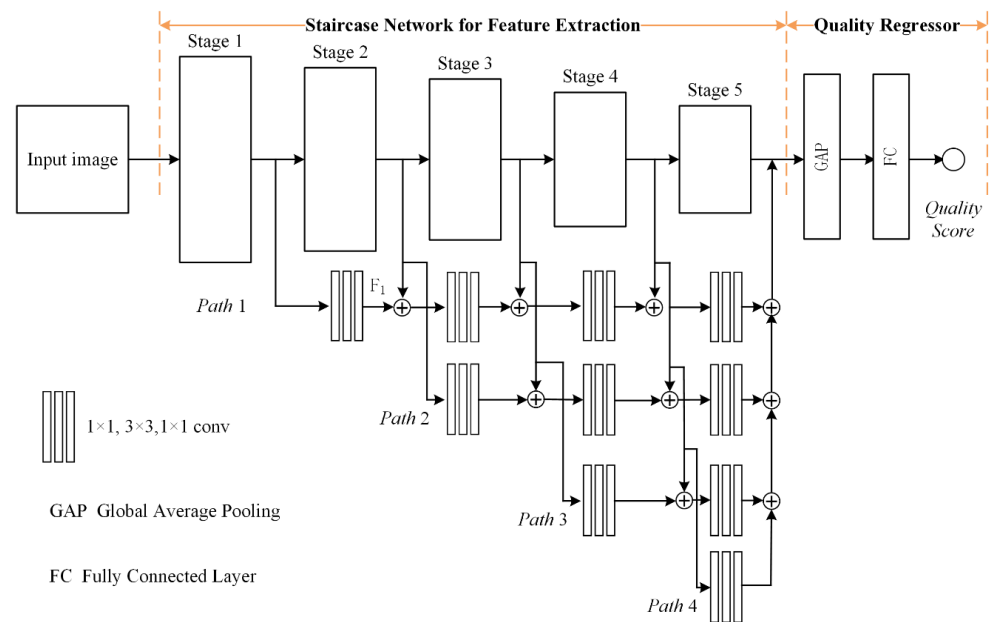 Staircase Network for Feature Extraction
Quality Regressor
Stage 1
Stage 2
Stage 3
Stage 4
Stage 5
Input image
GAP
FC
Quality
Score
Path 1
F₁
Path 2
Path 3
Path 4
1×1, 3×3,1×1 conv
GAP Global Average Pooling
FC Fully Connected Layer